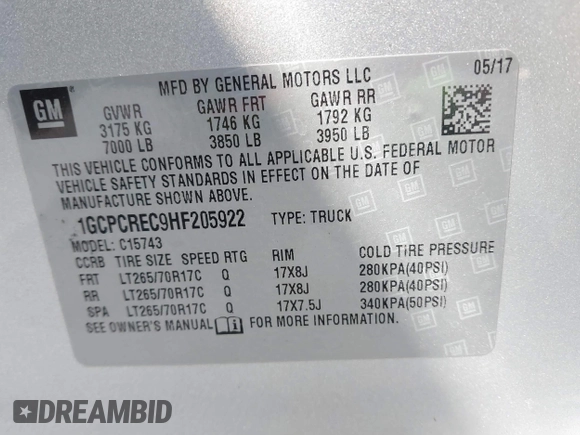 MFD BY GENERAL MOTORS LLC
05/17
GM
GVWR GAWR FRT GAWR RR
3175 KG 1746 KG 1792 KG
7000 LB 3850 LB 3950 LB
THIS VEHICLE CONFORMS TO ALL APPLICABLE U.S. FEDERAL MOTOR
VEHICLE SAFETY STANDARDS IN EFFECT ON THE DATE OF
MANUFACTURE SHOWN ABOVE.
1GCPCREC9HF205922 TYPE: TRUCK
MODEL: C15743
CCRB TIRE SIZE SPEED RTG RIM COLD TIRE PRESSURE
FRT LT265/70R17C Q 17X8J 280KPA(40PSI)
RR LT265/70R17C Q 17X8J 280KPA(40PSI)
SPA LT265/70R17C Q 17X7.5J 340KPA(50PSI)
SEE OWNER'S MANUAL FOR MORE INFORMATION.
DREAMBID